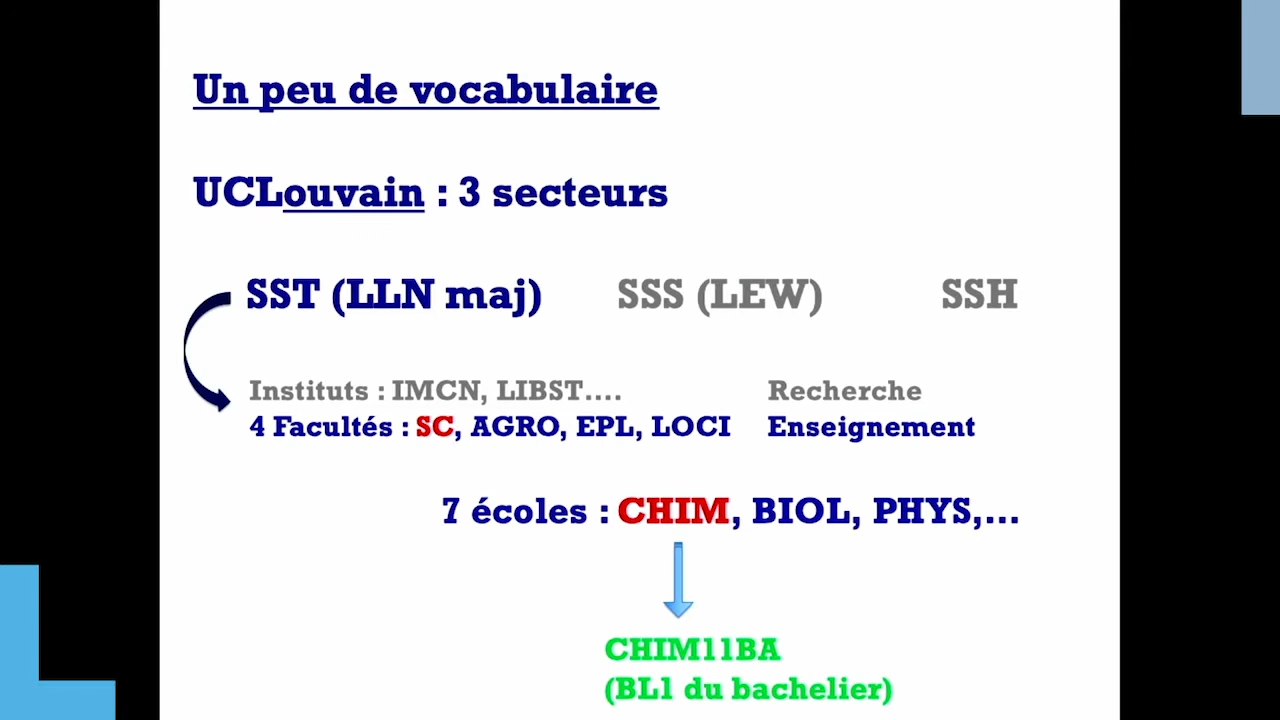 Un peu de vocabulaire
UCLouvain : 3 secteurs
SST (LLN maj) SSS (LEW) SSH
Instituts : IMCN, LIBST.... Recherche
4 Facultés : SC, AGRO, EPL, LOCI Enseignement
7 écoles : CHIM, BIOL, PHYS,...
CHIM11BA
(BL1 du bachelier)